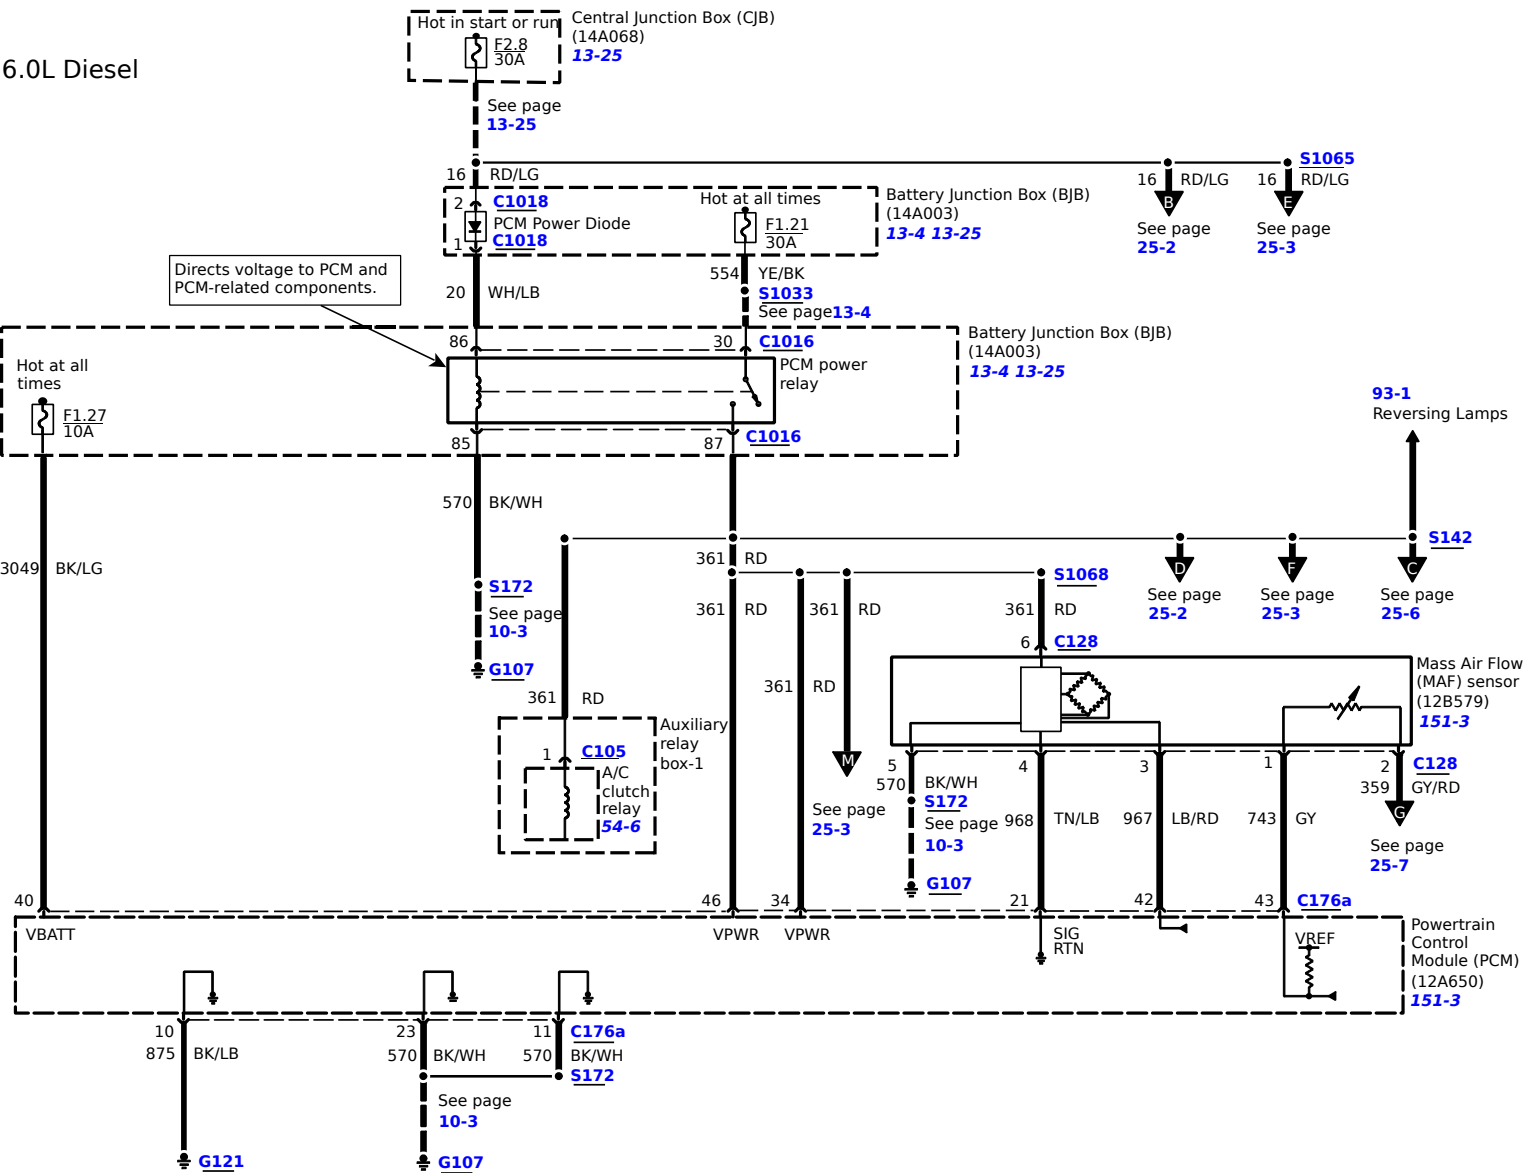 Hot in start or run
Central Junction Box (CJB)
(14A068)
13-25
F2.8
30A
6.0L Diesel
See page
13-25
S1065
16 RD/LG
16 RD/LG
16 RD/LG
B
E
See page
25-2
See page
25-3
2 C1018
PCM Power Diode
1 C1018
Hot at all times
F1.21
30A
Battery Junction Box (BJB)
(14A003)
13-4 13-25
Directs voltage to PCM and
PCM-related components.
20 WH/LB
554 YE/BK
S1033
See page13-4
86
30 C1016
Battery Junction Box (BJB)
(14A003)
13-4 13-25
PCM power
relay
Hot at all
times
F1.27
10A
85
87
C1016
93-1
Reversing Lamps
570 BK/WH
3049 BK/LG
S142
361 RD
S1068
D
F
C
See page
25-2
See page
25-3
See page
25-6
S172
See page
10-3
G107
361 RD
361 RD
361 RD
6 C128
361 RD
361 RD
Mass Air Flow
(MAF) sensor
(12B579)
151-3
Auxiliary
relay
box-1
1 C105
A/C
clutch
relay
54-6
M
See page
25-3
5
4
3
1
2
C128
570 BK/WH
S172
See page
10-3
G107
968 TN/LB
967 LB/RD
743 GY
359 GY/RD
G
See page
25-7
40
46
34
21
42
43
C176a
VBATT
VPWR
VPWR
SIG
RTN
VREF
Powertrain
Control
Module (PCM)
(12A650)
151-3
10
23
11
C176a
875 BK/LB
570 BK/WH
570 BK/WH
S172
See page
10-3
G121
G107